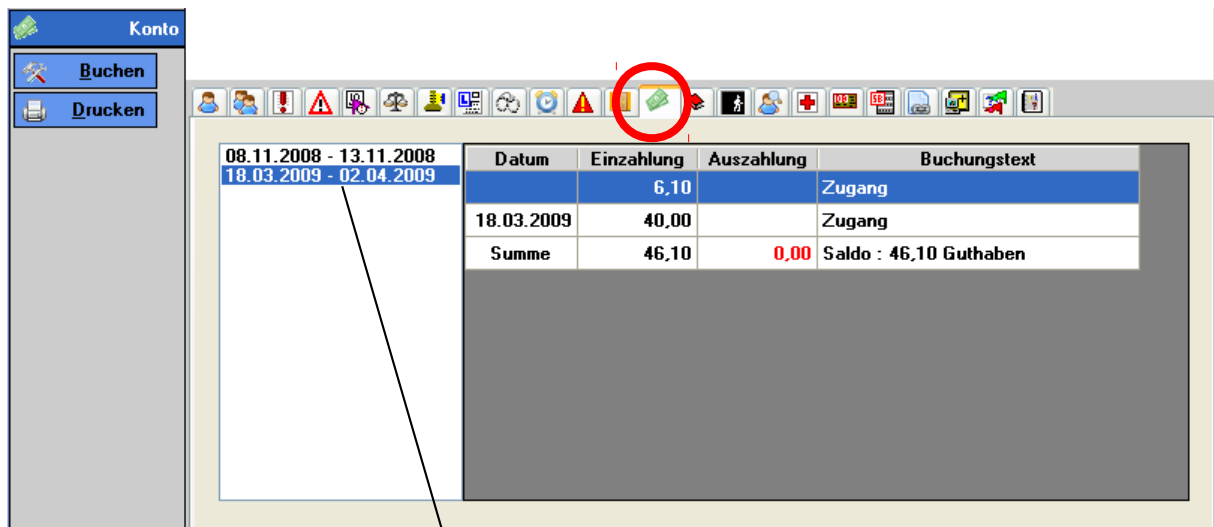 Konto
Buchen
Drucken
08.11.2008 - 13.11.2008
18.03.2009 - 02.04.2009
Datum Einzahlung Auszahlung Buchungstext
6,10 Zugang
18.03.2009 40,00 Zugang
Summe 46,10 0,00 Saldo : 46,10 Guthaben